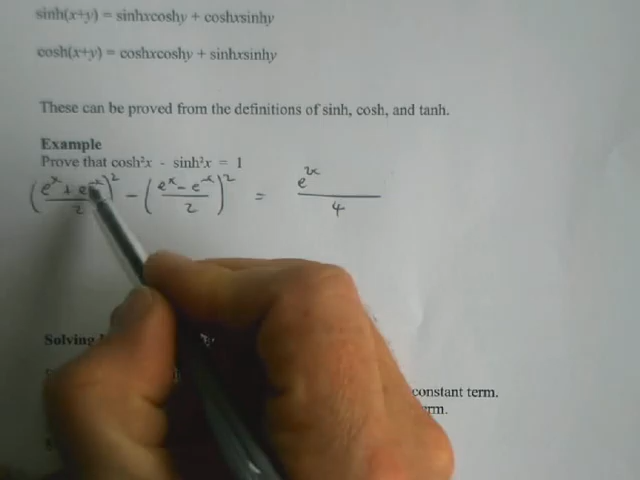 sinh(x+y) = sinhxcoshy + coshxsinhy
cosh(x+y) = coshxcoshy + sinhxsinhy
These can be proved from the definitions of sinh, cosh, and tanh.
Example
Prove that cosh²x - sinh²x = 1
((eˣ + e⁻ˣ)/2)² − ((eˣ − e⁻ˣ)/2)² = e²ˣ/4
Solving
constant term.